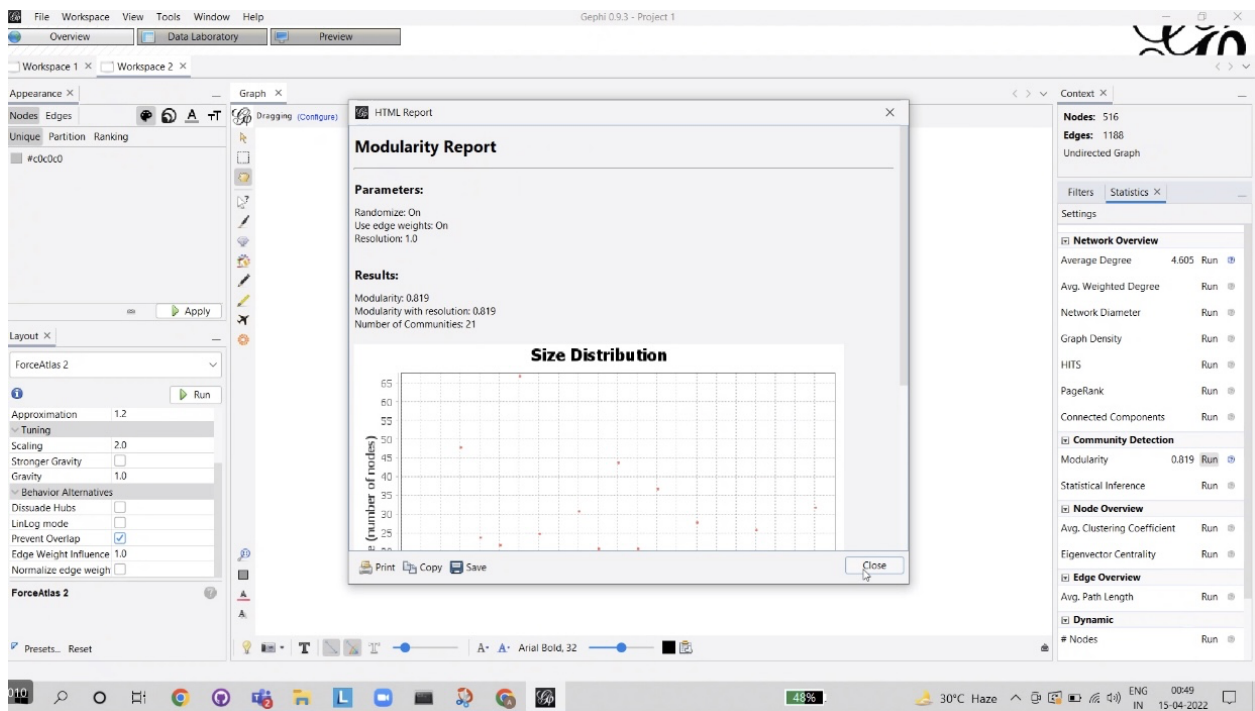 File Workspace View Tools Window Help
Gephi 0.9.3 - Project 1
Overview
Data Laboratory
Preview
Workspace 1
Workspace 2
Appearance
Nodes Edges
Unique Partition Ranking
#c0c0c0
Apply
Layout
ForceAtlas 2
Run
Approximation 1.2
Tuning
Scaling 2.0
Stronger Gravity
Gravity 1.0
Behavior Alternatives
Dissuade Hubs
LinLog mode
Prevent Overlap
Edge Weight Influence 1.0
Normalize edge weigh
ForceAtlas 2
Presets... Reset
Graph
Dragging (Configure)
HTML Report
Modularity Report
Parameters:
Randomize: On
Use edge weights: On
Resolution: 1.0
Results:
Modularity: 0.819
Modularity with resolution: 0.819
Number of Communities: 21
Size Distribution
65
60
55
50
45
40
35
30
25
(number of nodes)
Print Copy Save
Close
Arial Bold, 32
Context
Nodes: 516
Edges: 1188
Undirected Graph
Filters Statistics
Settings
Network Overview
Average Degree 4.605 Run
Avg. Weighted Degree Run
Network Diameter Run
Graph Density Run
HITS Run
PageRank Run
Connected Components Run
Community Detection
Modularity 0.819 Run
Statistical Inference Run
Node Overview
Avg. Clustering Coefficient Run
Eigenvector Centrality Run
Edge Overview
Avg. Path Length Run
Dynamic
# Nodes Run
48%
30°C Haze
ENG
IN
00:49
15-04-2022